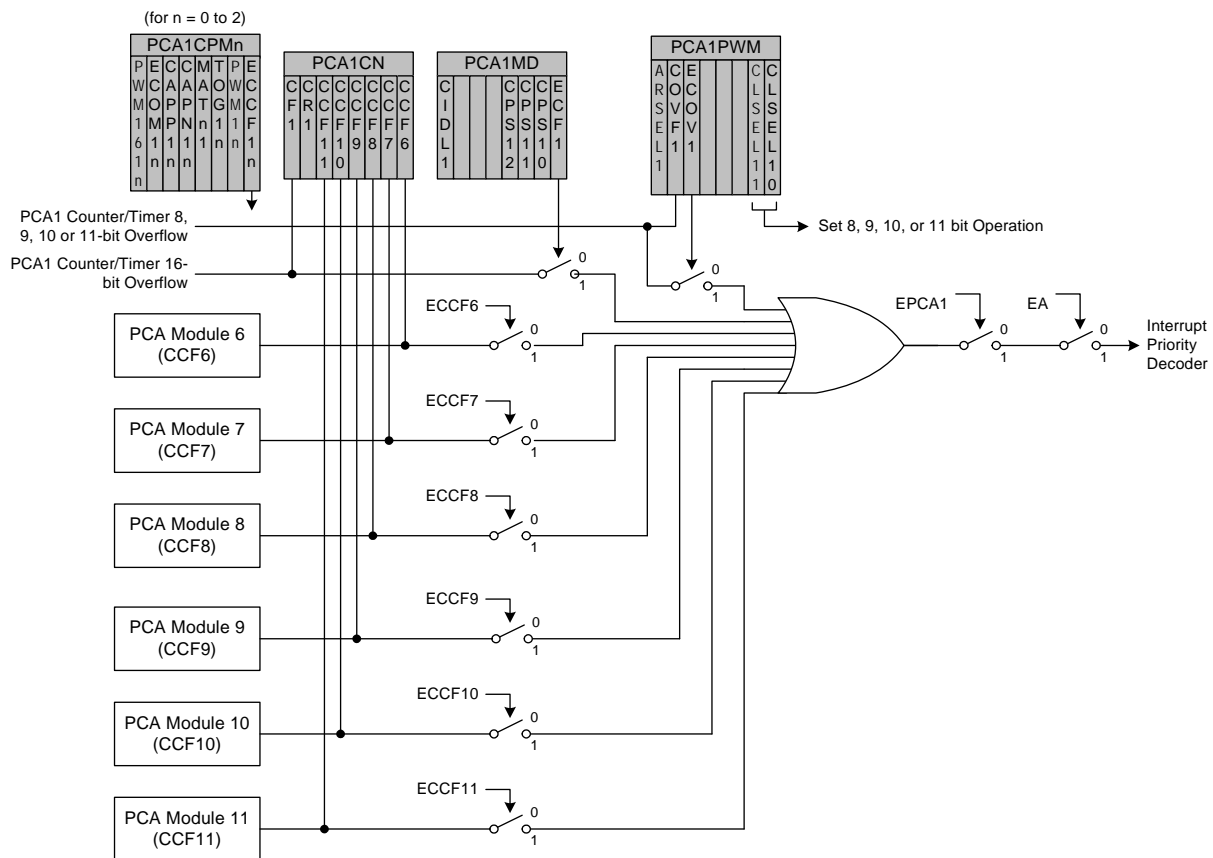 (for n = 0 to 2)
PCA1CPMn
PWM161n
ECOM1n
CAPP1n
CAPN1n
MATn1
TOG1n
PWM1n
ECCF1n
PCA1CN
CF1
CR1
CCF11
CCF10
CCF9
CCF8
CCF7
CCF6
PCA1MD
CIDL1
CPS12
CPS11
CPS10
ECF1
PCA1PWM
ARSEL1
COVF1
ECOV1
CLSEL11
CLSEL10
PCA1 Counter/Timer 8,
9, 10 or 11-bit Overflow
Set 8, 9, 10, or 11 bit Operation
PCA1 Counter/Timer 16-
bit Overflow
0
1
0
1
PCA Module 6
(CCF6)
ECCF6
0
1
EPCA1
0
1
EA
0
1
Interrupt
Priority
Decoder
PCA Module 7
(CCF7)
ECCF7
0
1
PCA Module 8
(CCF8)
ECCF8
0
1
PCA Module 9
(CCF9)
ECCF9
0
1
PCA Module 10
(CCF10)
ECCF10
0
1
PCA Module 11
(CCF11)
ECCF11
0
1